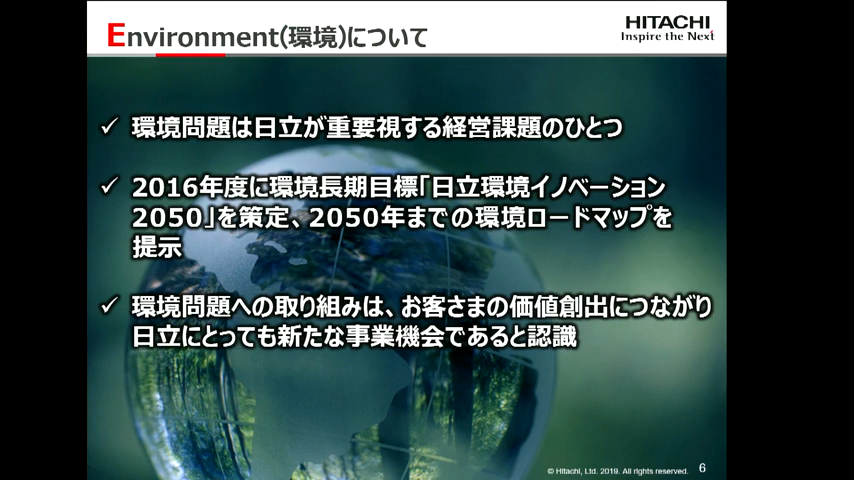 Environment(環境)について
HITACHI
Inspire the Next
✓ 環境問題は日立が重要視する経営課題のひとつ
✓ 2016年度に環境長期目標「日立環境イノベーション
2050」を策定、2050年までの環境ロードマップを
提示
✓ 環境問題への取り組みは、お客さまの価値創出につながり
日立にとっても新たな事業機会であると認識
© Hitachi, Ltd. 2019. All rights reserved. 6